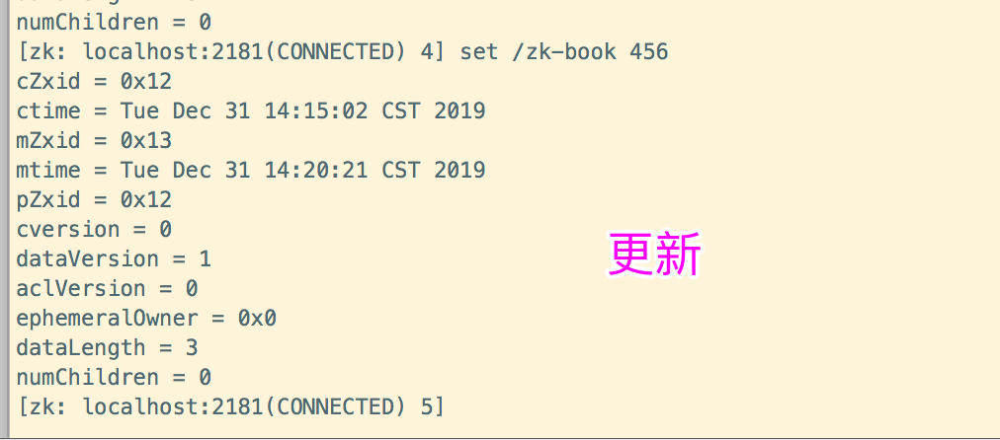 numChildren = 0
[zk: localhost:2181(CONNECTED) 4] set /zk-book 456
cZxid = 0x12
ctime = Tue Dec 31 14:15:02 CST 2019
mZxid = 0x13
mtime = Tue Dec 31 14:20:21 CST 2019
pZxid = 0x12
cversion = 0
dataVersion = 1
aclVersion = 0
ephemeralOwner = 0x0
dataLength = 3
numChildren = 0
[zk: localhost:2181(CONNECTED) 5]
更新